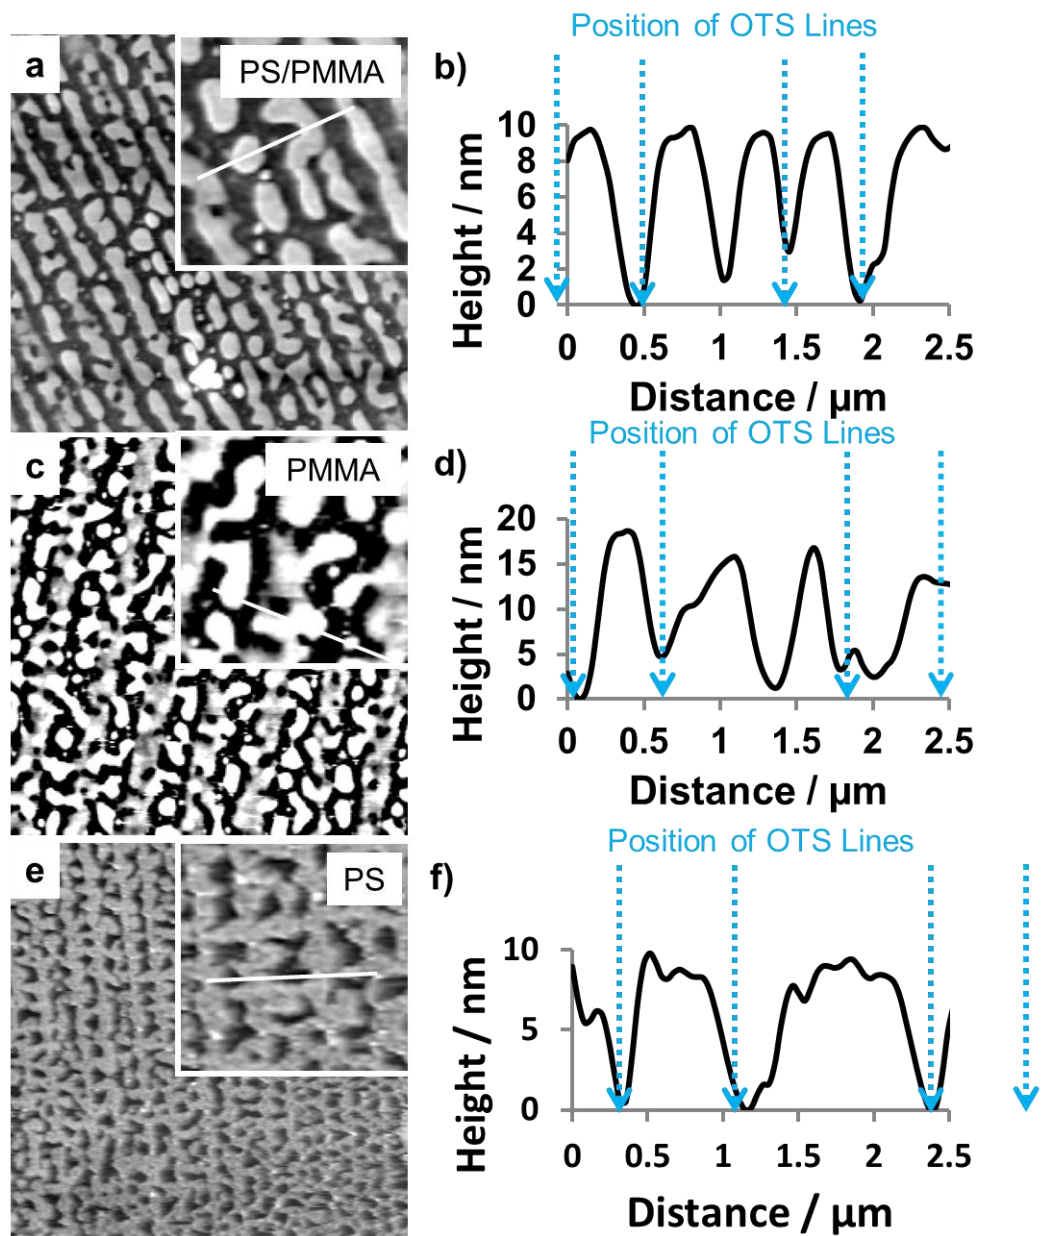 a
PS/PMMA
b)
Position of OTS Lines
10
8
6
4
2
0
Height / nm
0 0.5 1 1.5 2 2.5
Distance / µm
c
PMMA
d)
Position of OTS Lines
20
15
10
5
0
Height / nm
0 0.5 1 1.5 2 2.5
Distance / µm
e
PS
f)
Position of OTS Lines
10
5
0
Height / nm
0 0.5 1 1.5 2 2.5
Distance / µm